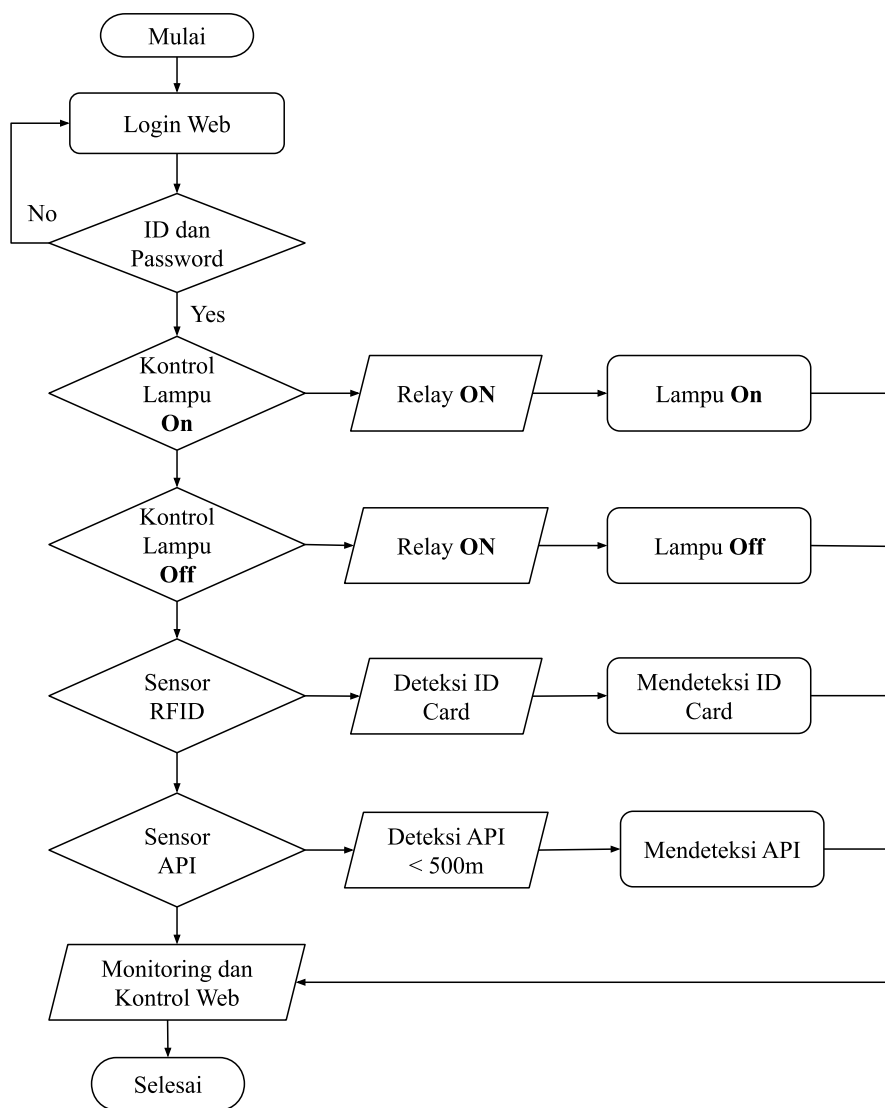 Mulai
Login Web
No
ID dan
Password
Yes
Kontrol
Lampu
On
Relay ON
Lampu On
Kontrol
Lampu
Off
Relay ON
Lampu Off
Sensor
RFID
Deteksi ID
Card
Mendeteksi ID
Card
Sensor
API
Deteksi API
< 500m
Mendeteksi API
Monitoring dan
Kontrol Web
Selesai